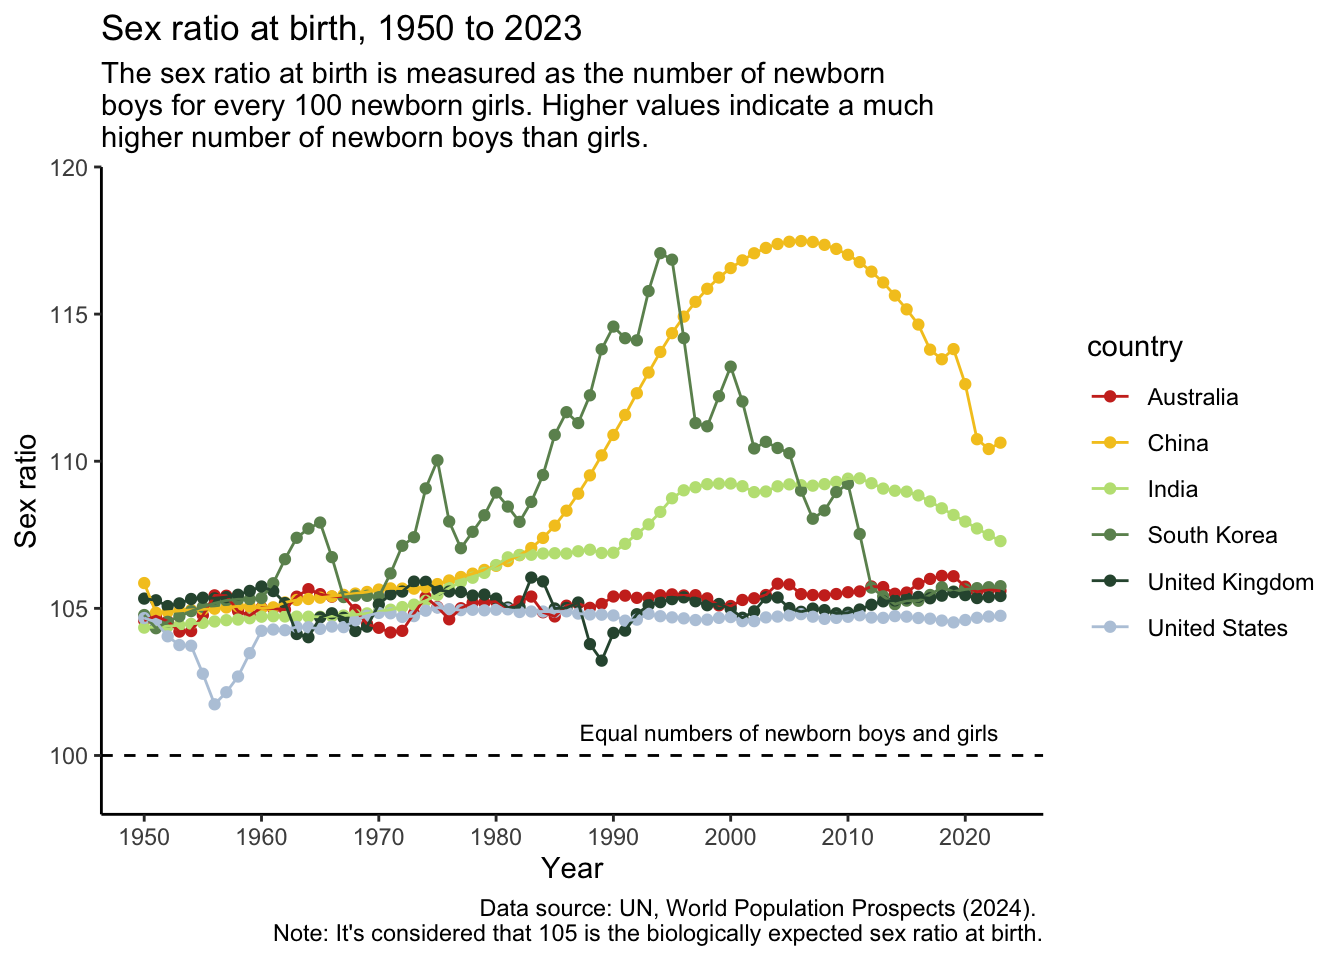 Sex ratio at birth, 1950 to 2023
The sex ratio at birth is measured as the number of newborn
boys for every 100 newborn girls. Higher values indicate a much
higher number of newborn boys than girls.
120
115
110
105
100
Sex ratio
Equal numbers of newborn boys and girls
1950 1960 1970 1980 1990 2000 2010 2020
Year
country
Australia
China
India
South Korea
United Kingdom
United States
Data source: UN, World Population Prospects (2024).
Note: It's considered that 105 is the biologically expected sex ratio at birth.